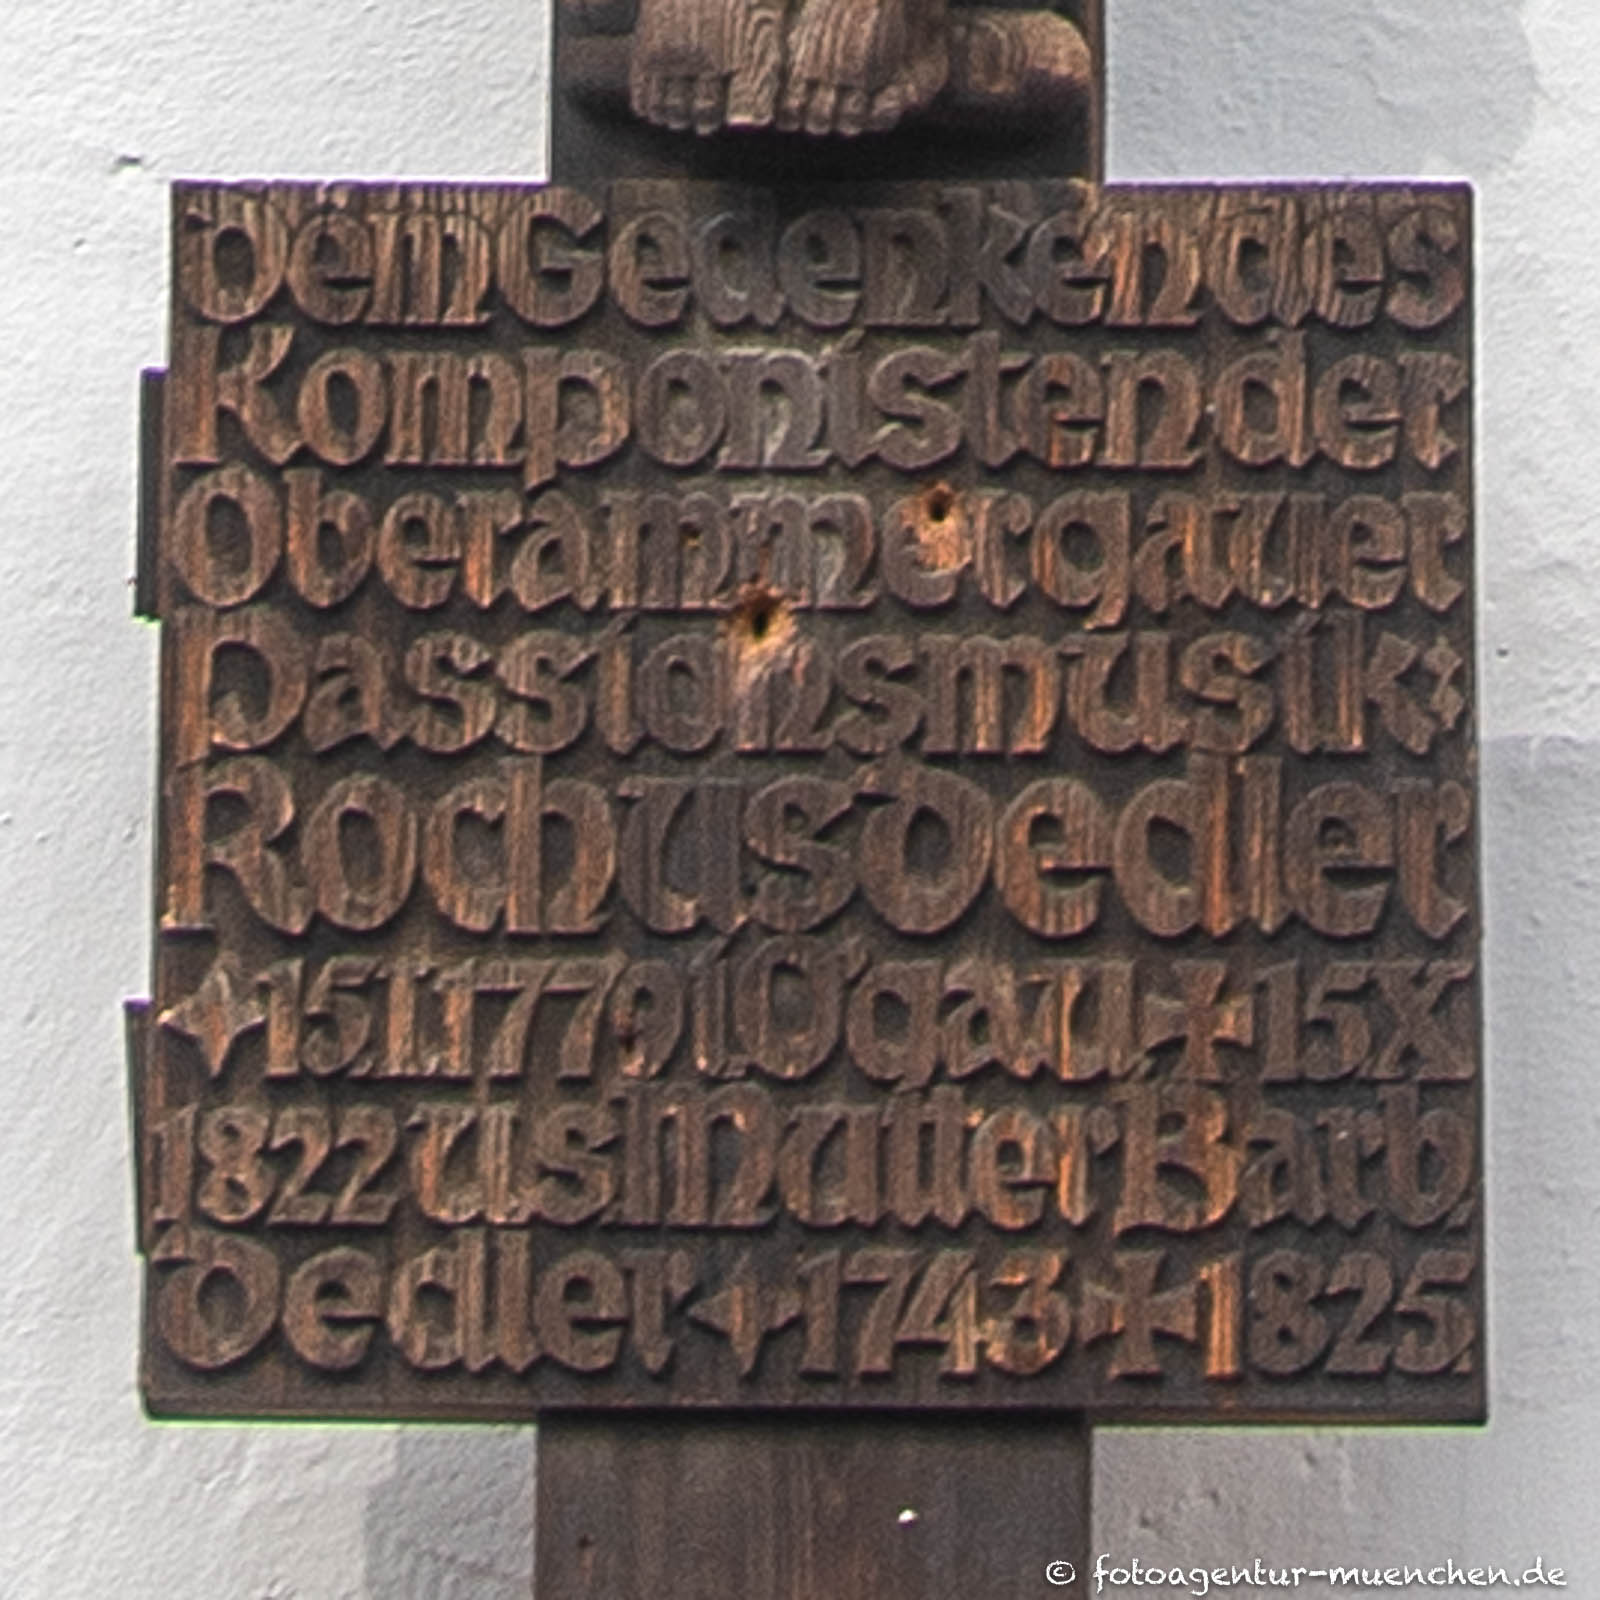 Dem Gedenken des
Komponisten der
Oberammergauer
Passionsmusik:
Rochus Dedler
✦ 15.I.1779 i O'gau ✝ 15 X
1822 u s Mutter Barb.
Dedler ✦ 1743 ✝ 1825.
© fotoagentur-muenchen.de